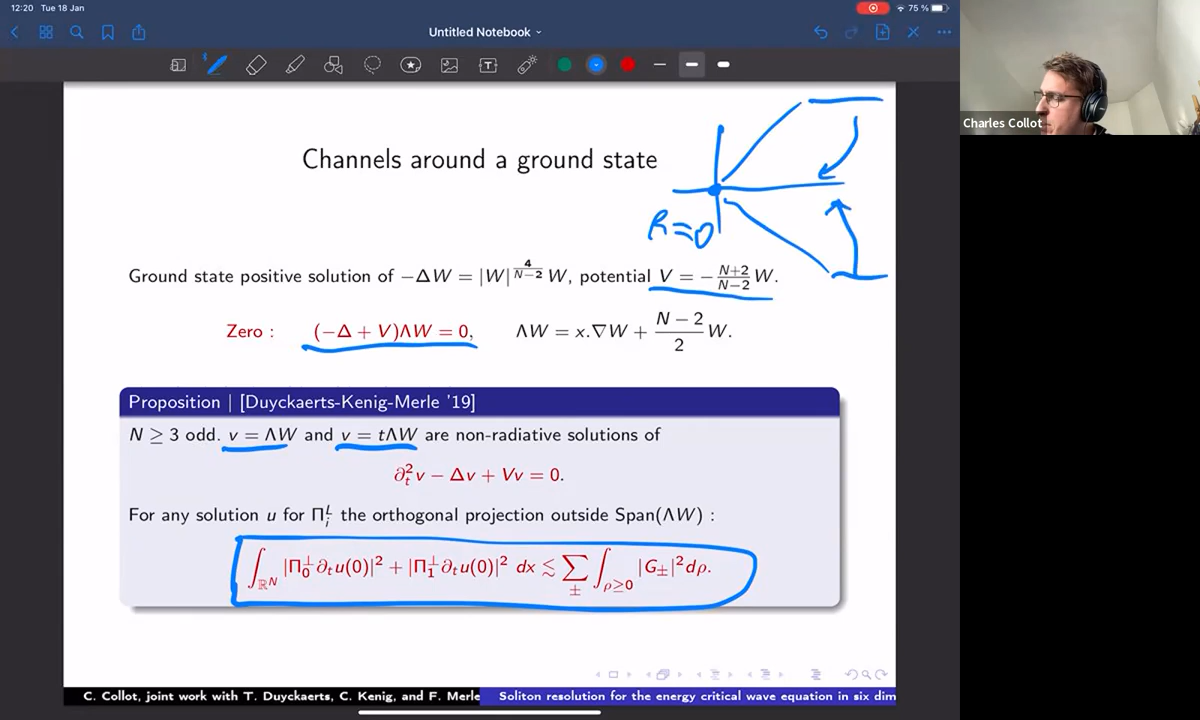 12:20 Tue 18 Jan
75 %
Untitled Notebook
Charles Collot
Channels around a ground state
R=0
Ground state positive solution of −ΔW = |W|^{4/(N−2)} W, potential V = −(N+2)/(N−2) W.
Zero : (−Δ + V)ΛW = 0, ΛW = x.∇W + (N − 2)/2 W.
Proposition | [Duyckaerts-Kenig-Merle '19]
N ≥ 3 odd. v = ΛW and v = tΛW are non-radiative solutions of
∂_t^2 v − Δv + Vv = 0.
For any solution u for Π_i^L the orthogonal projection outside Span(ΛW) :
∫_{ℝ^N} |Π_0^⊥ ∂_t u(0)|^2 + |Π_1^⊥ ∂_t u(0)|^2 dx ≲ ∑_± ∫_{ρ≥0} |G_±|^2 dρ.
C. Collot, joint work with T. Duyckaerts, C. Kenig, and F. Merle
Soliton resolution for the energy critical wave equation in six dim